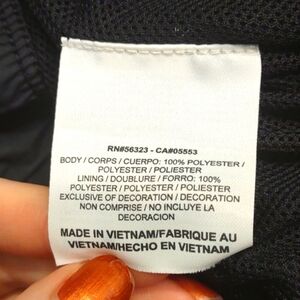 RN#56323 - CA#05553
BODY / CORPS / CUERPO: 100% POLYESTER /
POLYESTER / POLIESTER
LINING / DOUBLURE / FORRO: 100%
POLYESTER / POLYESTER / POLIESTER
EXCLUSIVE OF DECORATION / DECORATION
NON COMPRISE / NO INCLUYE LA
DECORACION
MADE IN VIETNAM/FABRIQUE AU
VIETNAM/HECHO EN VIETNAM